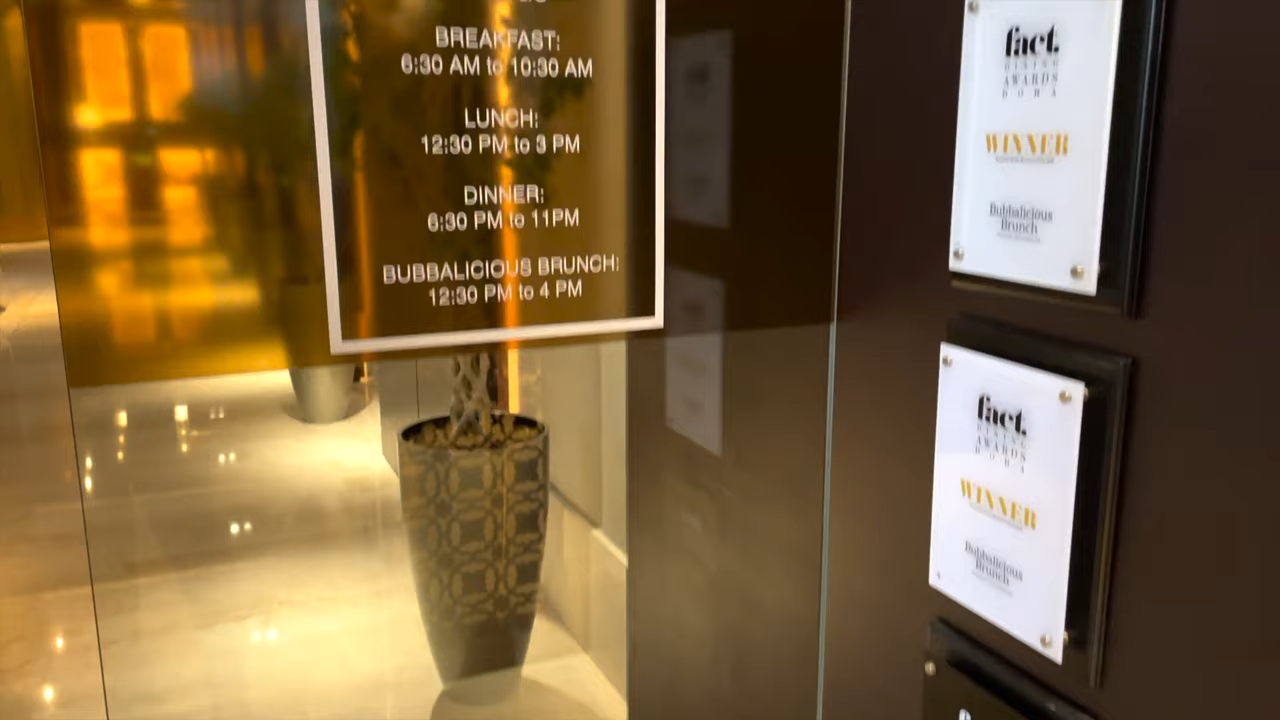 BREAKFAST:
6:30 AM to 10:30 AM
LUNCH:
12:30 PM to 3 PM
DINNER:
6:30 PM to 11PM
BUBBALICIOUS BRUNCH:
12:30 PM to 4 PM
fact.
DINING
AWARDS
DOHA
WINNER
Bubbalicious
Brunch
fact.
DINING
AWARDS
DOHA
WINNER
Bubbalicious
Brunch